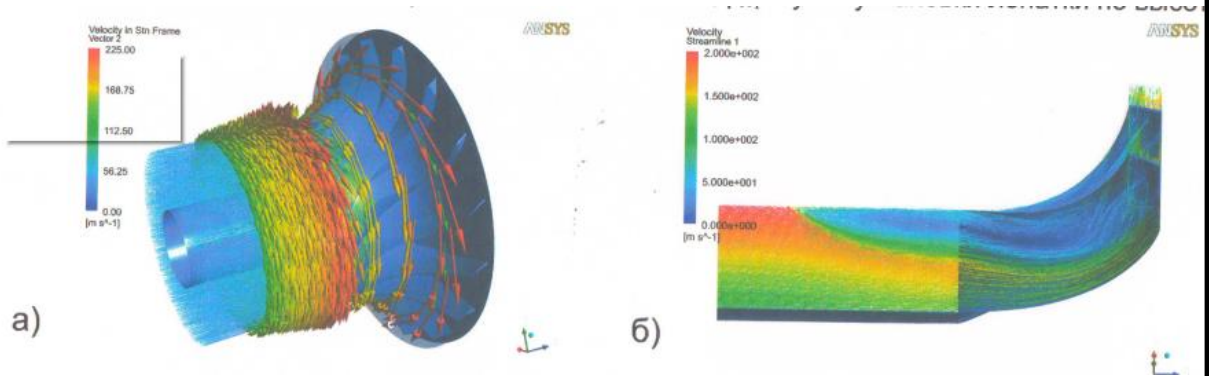 ANSYS
Velocity in Stn Frame
Vector 2
225.00
168.75
112.50
56.25
0.00
[m s^-1]
а)
ANSYS
Velocity
Streamline 1
2.000e+002
1.500e+002
1.000e+002
5.000e+001
0.000e+000
[m s^-1]
б)